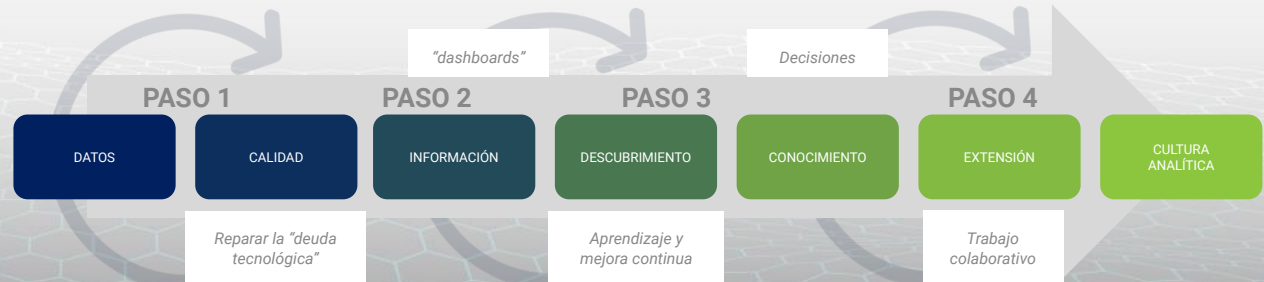 “dashboards”
Decisiones
PASO 1
PASO 2
PASO 3
PASO 4
DATOS
CALIDAD
INFORMACIÓN
DESCUBRIMIENTO
CONOCIMIENTO
EXTENSIÓN
CULTURA
ANALÍTICA
Reparar la “deuda
tecnológica”
Aprendizaje y
mejora continua
Trabajo
colaborativo